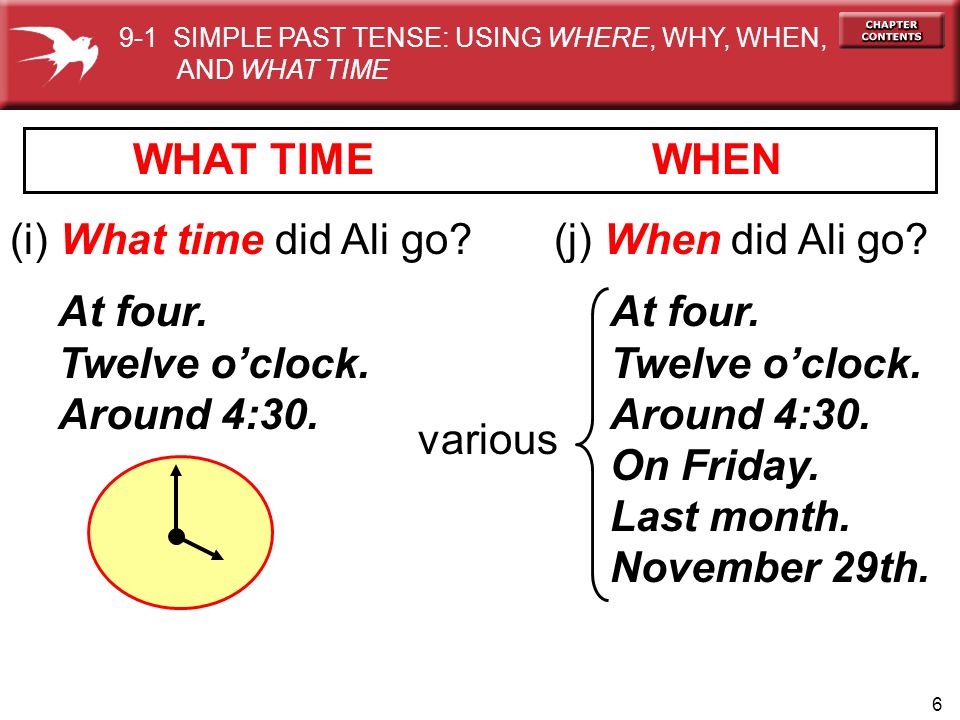 9-1 SIMPLE PAST TENSE: USING WHERE, WHY, WHEN,
AND WHAT TIME
CHAPTER
CONTENTS
WHAT TIME WHEN
(i) What time did Ali go?
At four.
Twelve o’clock.
Around 4:30.
(j) When did Ali go?
various
At four.
Twelve o’clock.
Around 4:30.
On Friday.
Last month.
November 29th.
6